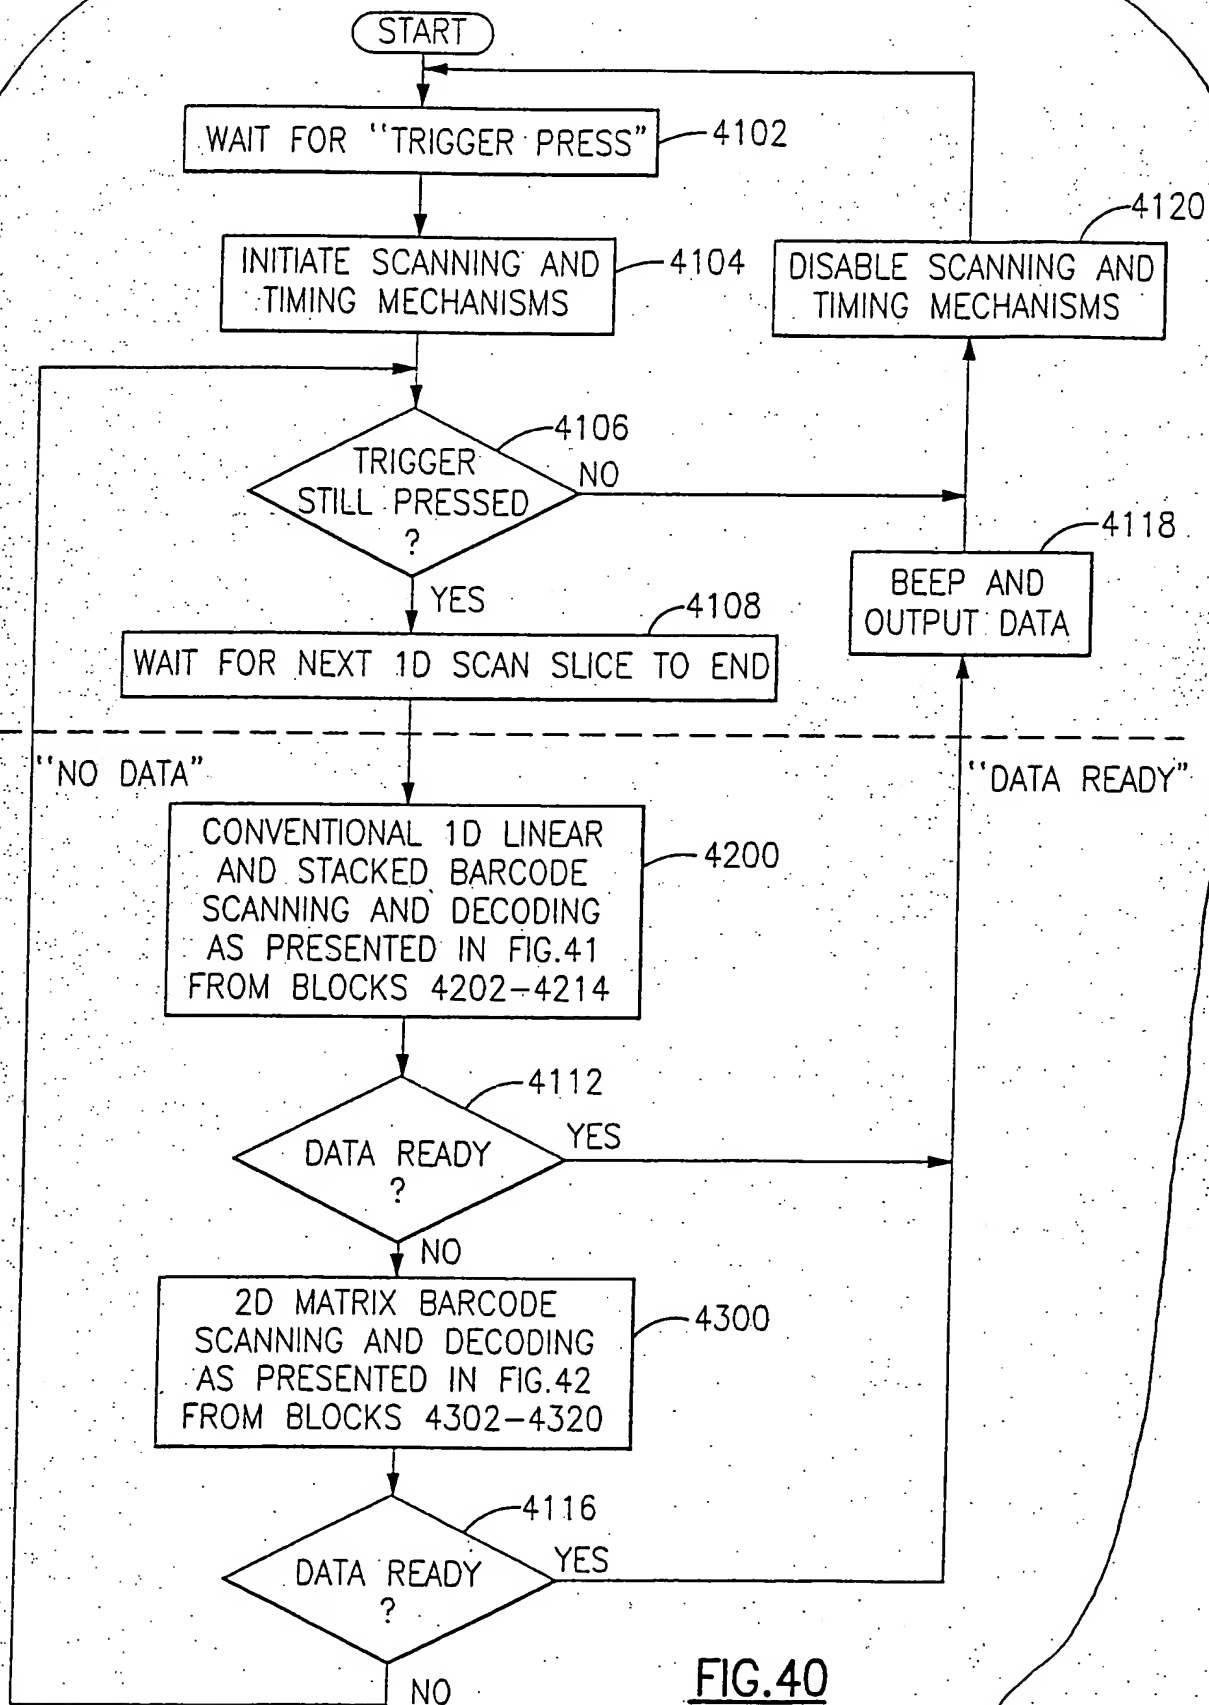 START
WAIT FOR "TRIGGER PRESS"
4102
INITIATE SCANNING AND
TIMING MECHANISMS
4104
DISABLE SCANNING AND
TIMING MECHANISMS
4120
TRIGGER
STILL PRESSED
?
4106
NO
YES
BEEP AND
OUTPUT DATA
4118
WAIT FOR NEXT 1D SCAN SLICE TO END
4108
"NO DATA"
"DATA READY"
CONVENTIONAL 1D LINEAR
AND STACKED BARCODE
SCANNING AND DECODING
AS PRESENTED IN FIG.41
FROM BLOCKS 4202-4214
4200
DATA READY
?
4112
YES
NO
2D MATRIX BARCODE
SCANNING AND DECODING
AS PRESENTED IN FIG.42
FROM BLOCKS 4302-4320
4300
DATA READY
?
4116
YES
NO
FIG.40